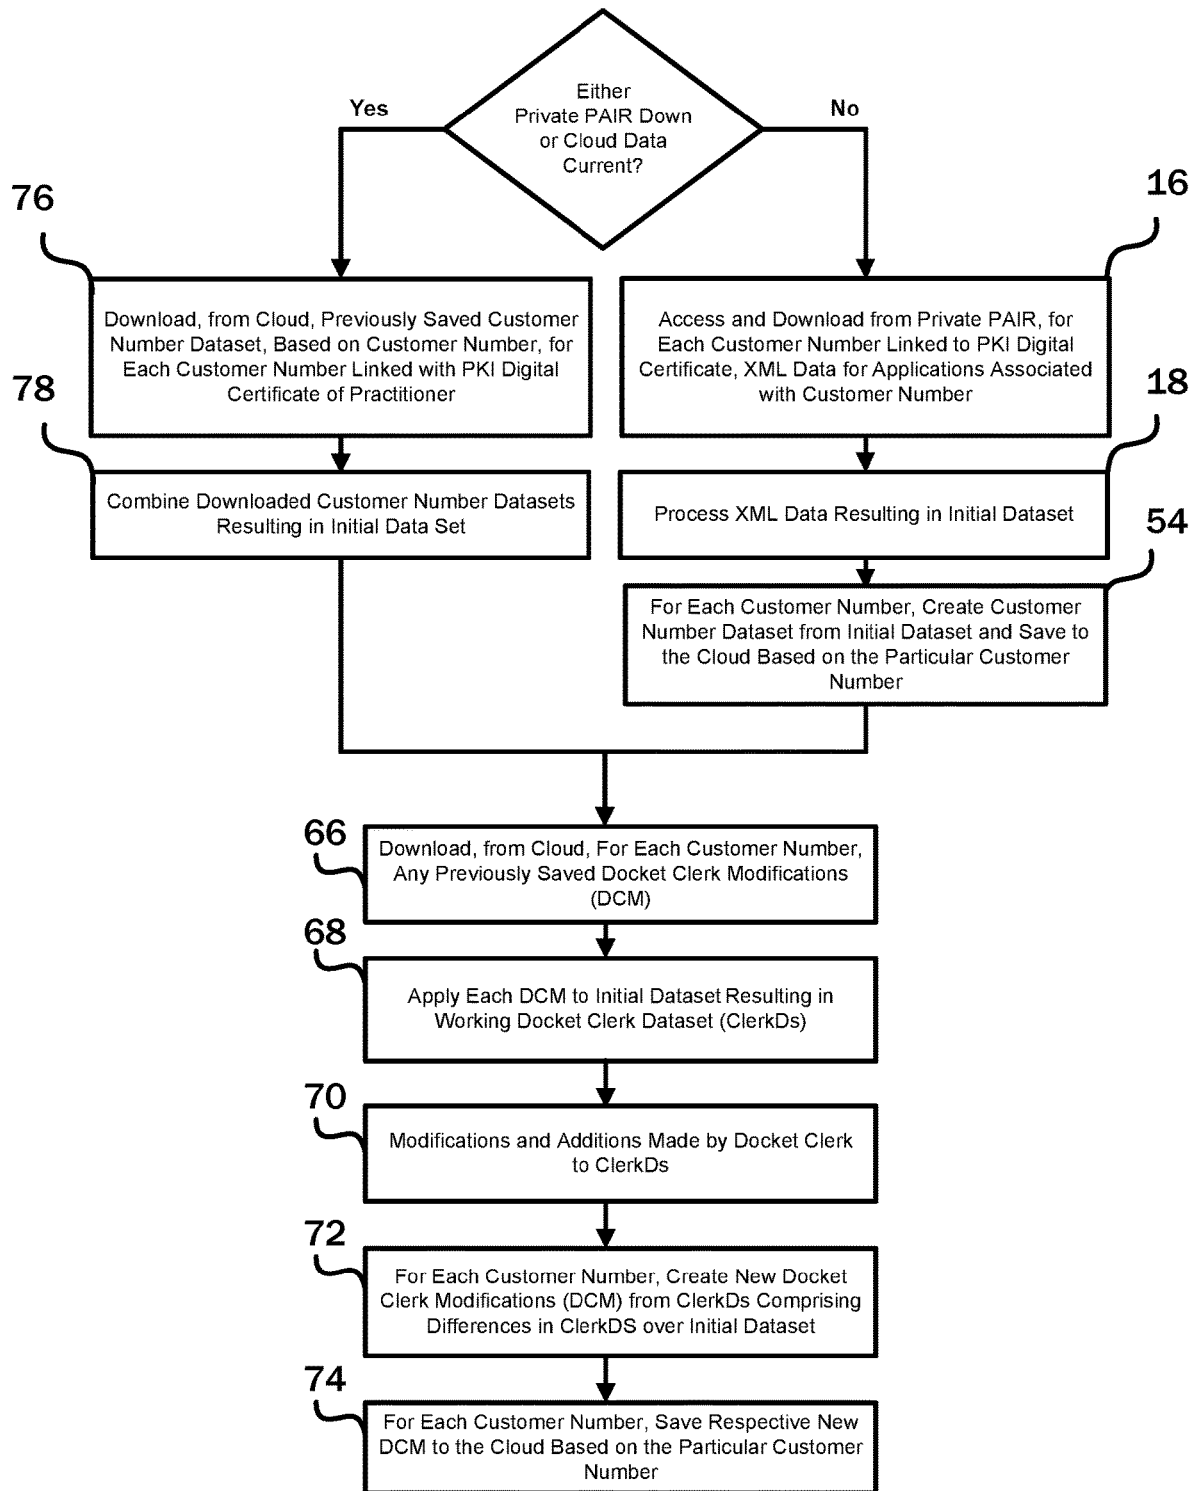 Either
Private PAIR Down
or Cloud Data
Current?
Yes
No
76
Download, from Cloud, Previously Saved Customer
Number Dataset, Based on Customer Number, for
Each Customer Number Linked with PKI Digital
Certificate of Practitioner
78
Combine Downloaded Customer Number Datasets
Resulting in Initial Data Set
16
Access and Download from Private PAIR, for
Each Customer Number Linked to PKI Digital
Certificate, XML Data for Applications Associated
with Customer Number
18
Process XML Data Resulting in Initial Dataset
54
For Each Customer Number, Create Customer
Number Dataset from Initial Dataset and Save to
the Cloud Based on the Particular Customer
Number
66
Download, from Cloud, For Each Customer Number,
Any Previously Saved Docket Clerk Modifications
(DCM)
68
Apply Each DCM to Initial Dataset Resulting in
Working Docket Clerk Dataset (ClerkDs)
70
Modifications and Additions Made by Docket Clerk
to ClerkDs
72
For Each Customer Number, Create New Docket
Clerk Modifications (DCM) from ClerkDs Comprising
Differences in ClerkDS over Initial Dataset
74
For Each Customer Number, Save Respective New
DCM to the Cloud Based on the Particular Customer
Number